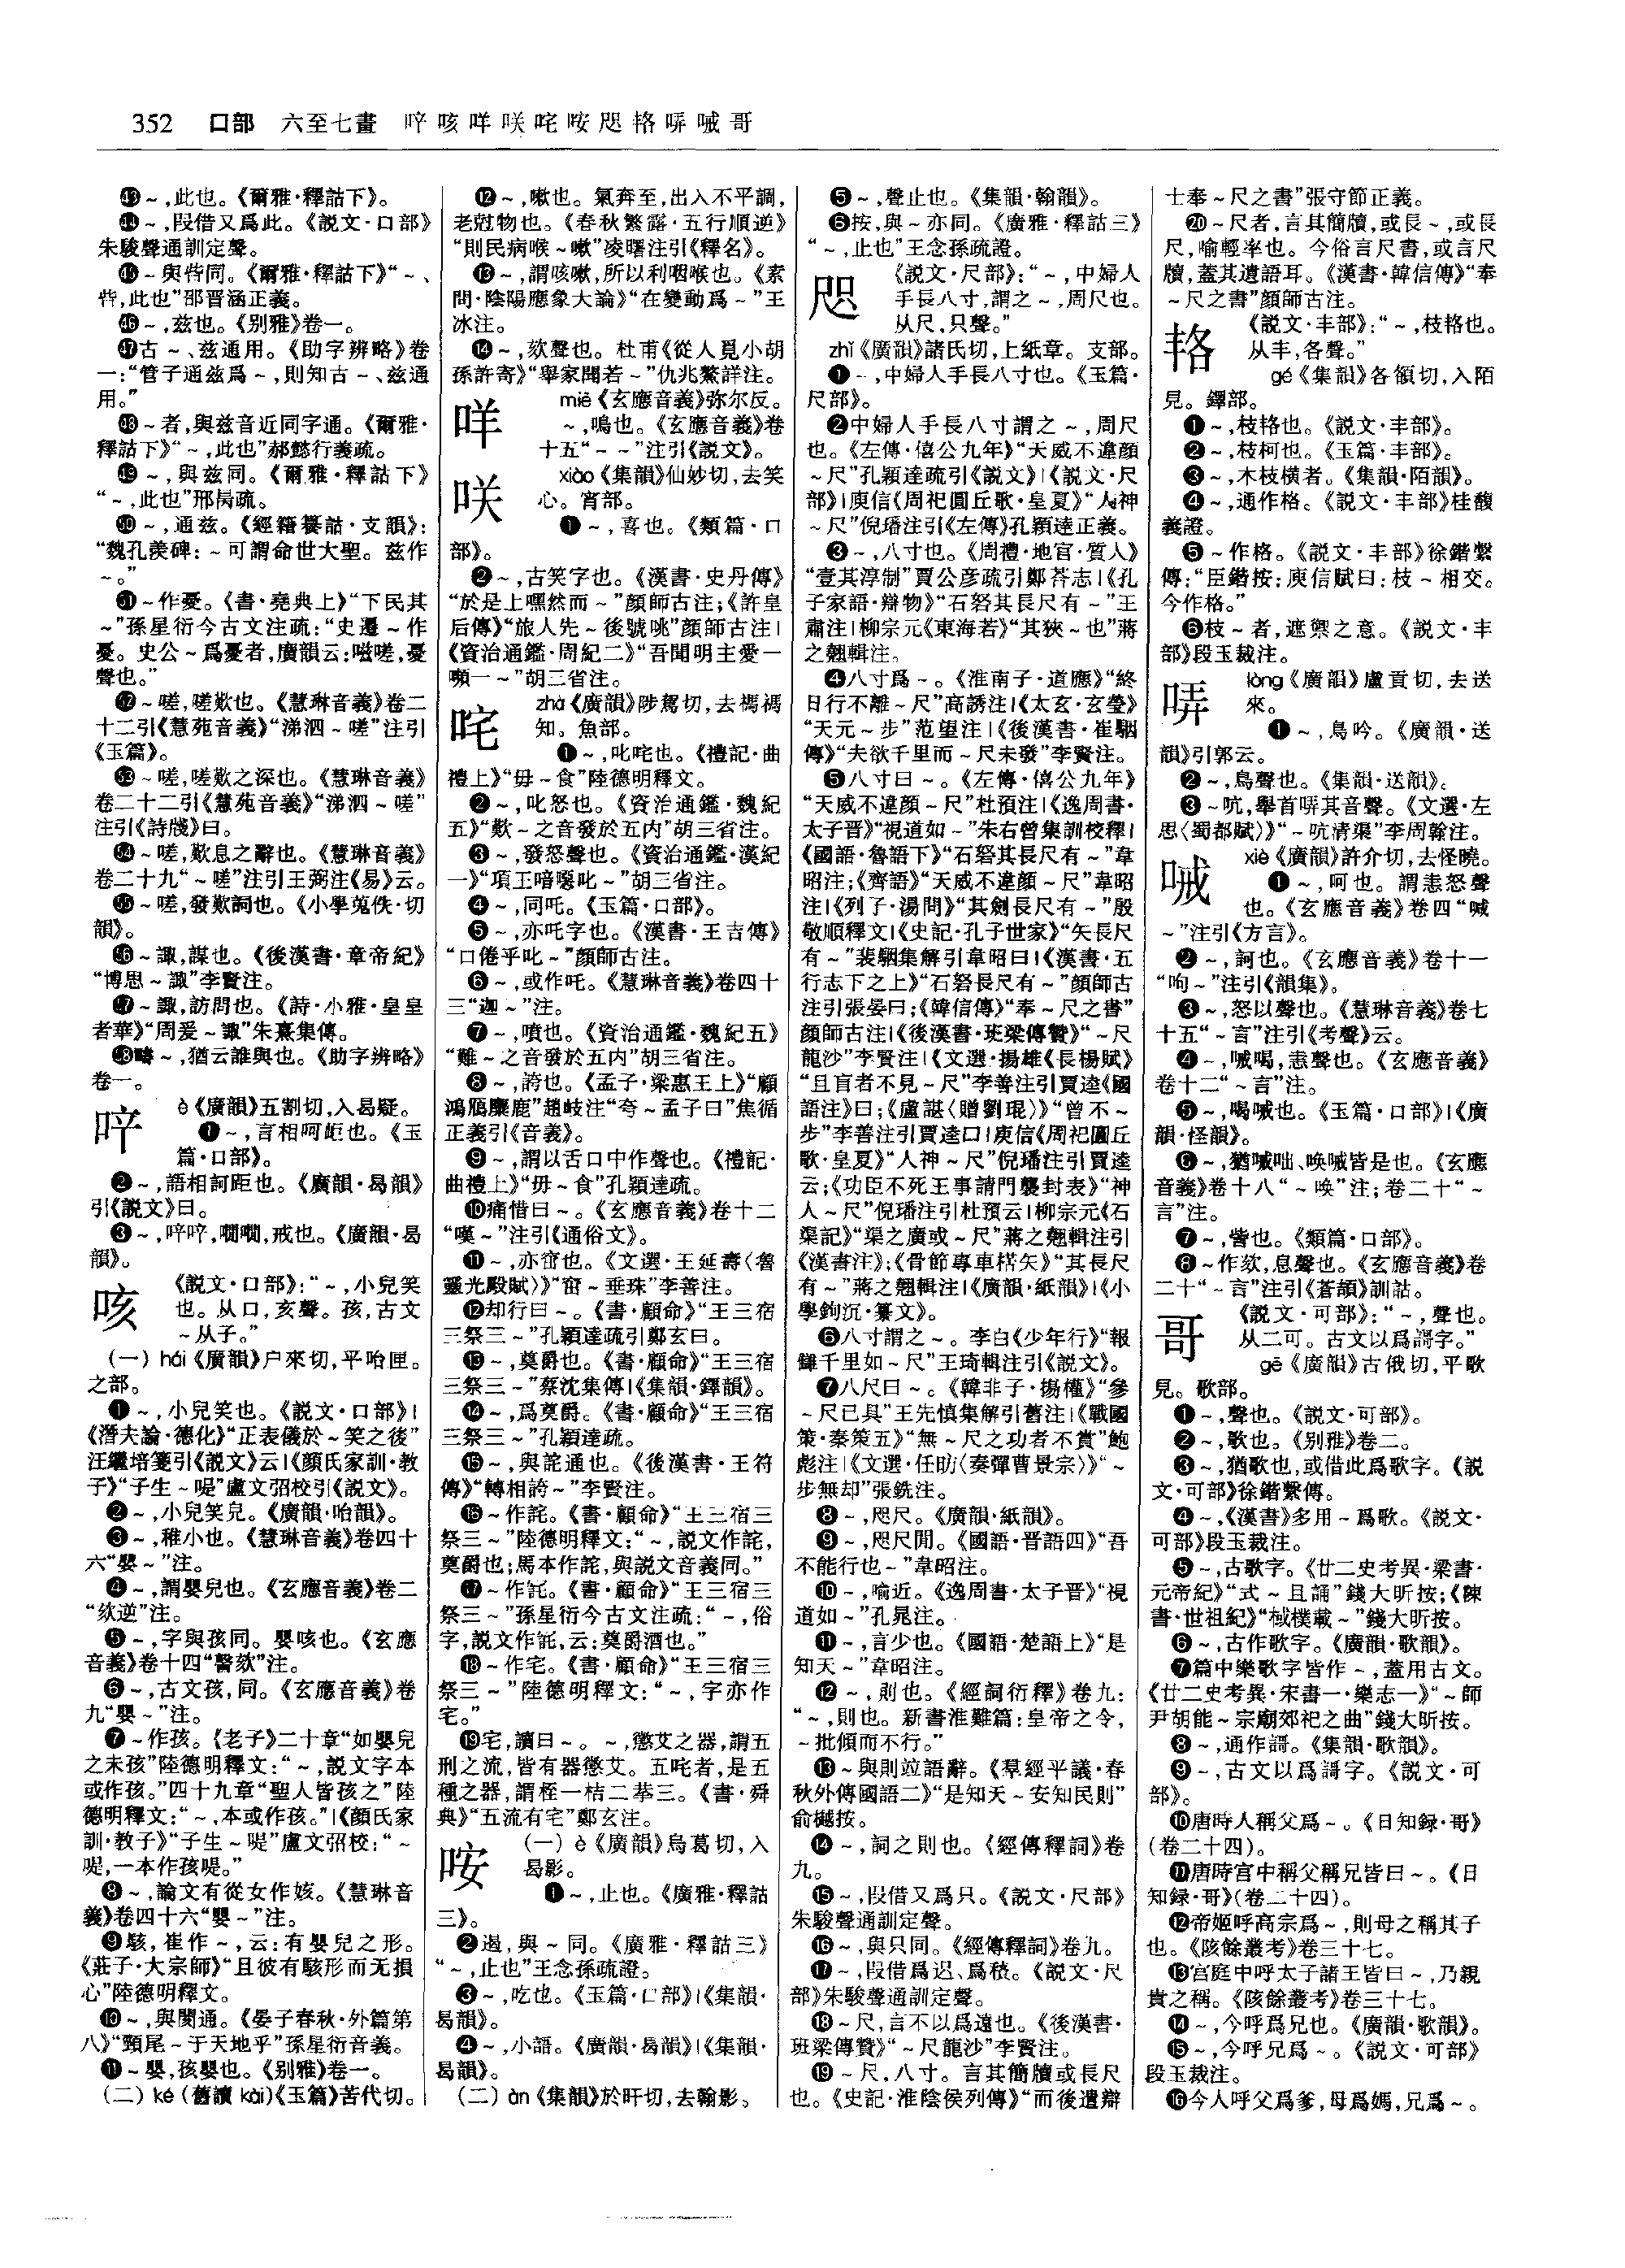 352 口部 六至七畫 啐咳咩咲咤咹咫挌哢喊哥
㊸～,此也。《爾雅·釋詁下》。
㊹～,叚借又爲此。《説文·口部》
朱駿聲通訓定聲。
㊺～與呰同。《爾雅·釋詁下》“～、
呰,此也”邵晋涵正義。
㊻～,茲也。《别雅》卷一。
㊼古～、茲通用。《助字辨略》卷
一:“管子通茲爲～,則知古～、茲通
用。”
㊽～者,與茲音近同字通。《爾雅·
釋詁下》“～,此也”郝懿行義疏。
㊾～,與茲同。《爾雅·釋詁下》
“～,此也”邢昺疏。
㊿～,通茲。《經籍籑詁·支韻》:
“魏孔羨碑:～可謂命世大聖。茲作
～。”
51～作憂。《書·堯典上》“下民其
～”孫星衍今古文注疏:“史遷～作
憂。史公～爲憂者,廣韻云:嗞嗟,憂
聲也。”
52～嗟,嗟歎也。《慧琳音義》卷二
十二引《慧苑音義》“涕泗～嗟”注引
《玉篇》。
53～嗟,嗟歎之深也。《慧琳音義》
卷二十二引《慧苑音義》“涕泗～嗟”
注引《詩牋》曰。
54～嗟,歎息之辭也。《慧琳音義》
卷二十九“～嗟”注引王弼注《易》云。
55～嗟,發歎詞也。《小學蒐佚·切
韻》。
56～諏,謀也。《後漢書·章帝紀》
“博思～諏”李賢注。
57～諏,訪問也。《詩·小雅·皇皇
者華》“周爰～諏”朱熹集傳。
58疇～,猶云誰與也。《助字辨略》
卷一。
è《廣韻》五割切,入曷疑。
❶～,言相呵歫也。《玉
篇·口部》。
❷～,語相訶距也。《廣韻·曷韻》
引《説文》曰。
❸～,啐啐,嘢嘢,戒也。《廣韻·曷
韻》。
咳 《説文·口部》:“～,小兒笑
也。从口,亥聲。孩,古文
～从子。”
(一)hái《廣韻》户來切,平咍匣。
之部。
❶～,小兒笑也。《説文·口部》|
《潛夫論·德化》“正表儀於～笑之後”
汪繼培箋引《説文》云|《顔氏家訓·教
子》“子生～㖷”盧文弨校引《説文》。
❷～,小兒笑皃。《廣韻·咍韻》。
❸～,稚小也。《慧琳音義》卷四十
六“嬰～”注。
❹～,謂嬰兒也。《玄應音義》卷二
“欬逆”注。
❺～,字與孩同。嬰咳也。《玄應
音義》卷十四“謦欬”注。
❻～,古文孩,同。《玄應音義》卷
九“嬰～”注。
❼～作孩。《老子》二十章“如嬰兒
之未孩”陸德明釋文:“～,説文字本
或作孩。”四十九章“聖人皆孩之”陸
德明釋文:“～,本或作孩。”|《顔氏家
訓·教子》“子生～㖷”盧文弨校:“～
㖷,一本作孩㖷。”
❽～,論文有從女作姟。《慧琳音
義》卷四十六“嬰～”注。
❾駭,崔作～,云:有嬰兒之形。
《莊子·大宗師》“且彼有駭形而无損
心”陸德明釋文。
❿～,與閡通。《晏子春秋·外篇第
八》“頸尾～于天地乎”孫星衍音義。
⓫～嬰,孩嬰也。《别雅》卷一。
(二)ké(舊讀kài)《玉篇》苦代切。
⓬～,嗽也。氣奔至,出入不平調,
老尅物也。《春秋繁露·五行順逆》
“則民病喉～嗽”凌曙注引《釋名》。
⓭～,謂咳嗽,所以利咽喉也。《素
問·陰陽應象大論》“在變動爲～”王
冰注。
⓮～,欬聲也。杜甫《從人覓小胡
孫許寄》“舉家聞若～”仇兆鰲詳注。
咩 miē《玄應音義》弥尔反。
～,鳴也。《玄應音義》卷
十五“～～”注引《説文》。
咲 xiào《集韻》仙妙切,去笑
心。宵部。
❶～,喜也。《類篇·口
部》。
❷～,古笑字也。《漢書·史丹傳》
“於是上嘿然而～”顔師古注;《許皇
后傳》“旅人先～後號咷”顔師古注|
《資治通鑑·周紀二》“吾聞明主愛一
嚬一～”胡三省注。
咤 zhà《廣韻》陟駕切,去禡
知。魚部。
❶～,叱咤也。《禮記·曲
禮上》“毋～食”陸德明釋文。
❷～,叱怒也。《資治通鑑·魏紀
五》“歎～之音發於五内”胡三省注。
❸～,發怒聲也。《資治通鑑·漢紀
一》“項王喑噁叱～”胡三省注。
❹～,同吒。《玉篇·口部》。
❺～,亦吒字也。《漢書·王吉傳》
“口倦乎叱～”顔師古注。
❻～,或作吒。《慧琳音義》卷四十
三“迦～”注。
❼～,噴也。《資治通鑑·魏紀五》
“難～之音發於五内”胡三省注。
❽～,誇也。《孟子·梁惠王上》“顧
鴻鴈麋鹿”趙岐注“夸～孟子曰”焦循
正義引《音義》。
❾～,謂以舌口中作聲也。《禮記·
曲禮上》“毋～食”孔穎達疏。
❿痛惜曰～。《玄應音義》卷十二
“嘆～”注引《通俗文》。
⓫～,亦窋也。《文選·王延壽〈魯
靈光殿賦〉》“窋～垂珠”李善注。
⓬却行曰～。《書·顧命》“王三宿
三祭三～”孔穎達疏引鄭玄曰。
⓭～,奠爵也。《書·顧命》“王三宿
三祭三～”蔡沈集傳|《集韻·鐸韻》。
⓮～,爲奠爵。《書·顧命》“王三宿
三祭三～”孔穎達疏。
⓯～,與詫通也。《後漢書·王符
傳》“轉相誇～”李賢注。
⓰～作詫。《書·顧命》“王三宿三
祭三～”陸德明釋文:“～,説文作詫,
奠爵也;馬本作詫,與説文音義同。”
⓱～作託。《書·顧命》“王三宿三
祭三～”孫星衍今古文注疏:“～,俗
字,説文作託,云:奠爵酒也。”
⓲～作宅。《書·顧命》“王三宿三
祭三～”陸德明釋文:“～,字亦作
宅。”
⓳宅,讀曰～。～,懲艾之器,謂五
刑之流,皆有器懲艾。五咤者,是五
種之器,謂桎一梏二拲三。《書·舜
典》“五流有宅”鄭玄注。
咹 (一)è《廣韻》烏葛切,入
曷影。
❶～,止也。《廣雅·釋詁
三》。
❷遏,與～同。《廣雅·釋詁三》
“～,止也”王念孫疏證。
❸～,吃也。《玉篇·口部》|《集韻·
曷韻》。
❹～,小語。《廣韻·曷韻》|《集韻·
曷韻》。
(二)àn《集韻》於旰切,去翰影。
❺～,聲止也。《集韻·翰韻》。
❻按,與～亦同。《廣雅·釋詁三》
“～,止也”王念孫疏證。
咫 《説文·尺部》:“～,中婦人
手長八寸,謂之～,周尺也。
从尺,只聲。”
zhǐ《廣韻》諸氏切,上紙章。支部。
❶～,中婦人手長八寸也。《玉篇·
尺部》。
❷中婦人手長八寸謂之～,周尺
也。《左傳·僖公九年》“天威不違顔
～尺”孔穎達疏引《説文》|《説文·尺
部》|庾信《周祀圓丘歌·皇夏》“人神
～尺”倪璠注引《左傳》孔穎達正義。
❸～,八寸也。《周禮·地官·質人》
“壹其淳制”賈公彦疏引鄭荅志|《孔
子家語·辯物》“石砮其長尺有～”王
肅注|柳宗元《東海若》“其狹～也”蔣
之翹輯注。
❹八寸爲～。《淮南子·道應》“終
日行不離～尺”高誘注|《太玄·玄瑩》
“天元～步”范望注|《後漢書·崔駰
傳》“夫欲千里而～尺未發”李賢注。
❺八寸曰～。《左傳·僖公九年》
“天威不違顔～尺”杜預注|《逸周書·
太子晋》“視道如～”朱右曾集訓校釋|
《國語·魯語下》“石砮其長尺有～”韋
昭注;《齊語》“天威不違顔～尺”韋昭
注|《列子·湯問》“其劍長尺有～”殷
敬順釋文|《史記·孔子世家》“矢長尺
有～”裴駰集解引韋昭曰|《漢書·五
行志下之上》“石砮長尺有～”顔師古
注引張晏曰;《韓信傳》“奉～尺之書”
顔師古注|《後漢書·班梁傳贊》“～尺
龍沙”李賢注|《文選·揚雄《長楊賦》
“且盲者不見～尺”李善注引賈逵《國
語注》曰;《盧諶〈贈劉琨〉》“曾不～
步”李善注引賈逵曰|庾信《周祀圓丘
歌·皇夏》“人神～尺”倪璠注引賈逵
云;《功臣不死王事請門襲封表》“神
人～尺”倪璠注引杜預云|柳宗元《石
渠記》“渠之廣或～尺”蔣之翹輯注引
《漢書注》;《骨節專車楛矢》“其長尺
有～”蔣之翹輯注|《廣韻·紙韻》|《小
學鉤沉·纂文》。
❻八寸謂之～。李白《少年行》“報
讎千里如～尺”王琦輯注引《説文》。
❼八尺曰～。《韓非子·揚權》“參
～尺已具”王先慎集解引舊注|《戰國
策·秦策五》“無～尺之功者不賞”鮑
彪注|《文選·任昉〈奏彈曹景宗〉》“～
步無却”張銑注。
❽～,咫尺。《廣韻·紙韻》。
❾～,咫尺閒。《國語·晋語四》“吾
不能行也～”韋昭注。
❿～,喻近。《逸周書·太子晋》“視
道如～”孔晁注。
⓫～,言少也。《國語·楚語上》“是
知天～”韋昭注。
⓬～,則也。《經詞衍釋》卷九:
“～,則也。新書淮難篇:皇帝之令,
～批傾而不行。”
⓭～與則竝語辭。《羣經平議·春
秋外傳國語二》“是知天～安知民則”
俞樾按。
⓮～,詞之則也。《經傳釋詞》卷
九。
⓯～,叚借又爲只。《説文·尺部》
朱駿聲通訓定聲。
⓰～,與只同。《經傳釋詞》卷九。
⓱～,叚借爲迟、爲積。《説文·尺
部》朱駿聲通訓定聲。
⓲～尺,言不以爲遠也。《後漢書·
班梁傳贊》“～尺龍沙”李賢注。
⓳～尺,八寸。言其簡牘或長尺
也。《史記·淮陰侯列傳》“而後遣辯
士奉～尺之書”張守節正義。
⓴～尺者,言其簡牘,或長～,或長
尺,喻輕率也。今俗言尺書,或言尺
牘,蓋其遺語耳。《漢書·韓信傳》“奉
～尺之書”顔師古注。
《説文·丰部》:“～,枝挌也。
从丰,各聲。”
gé《集韻》各頟切,入陌
見。鐸部。
❶～,枝挌也。《説文·丰部》。
❷～,枝柯也。《玉篇·丰部》。
❸～,木枝横者。《集韻·陌韻》。
❹～,通作格。《説文·丰部》桂馥
義證。
❺～作格。《説文·丰部》徐鍇繫
傳:“臣鍇按:庾信賦曰:枝～相交。
今作格。”
❻枝～者,遮禦之意。《説文·丰
部》段玉裁注。
哢 lòng《廣韻》盧貢切,去送
來。
❶～,鳥吟。《廣韻·送
韻》引郭云。
❷～,鳥聲也。《集韻·送韻》。
❸～吭,舉首哢其音聲。《文選·左
思〈蜀都賦〉》“～吭清渠”李周翰注。
xiè《廣韻》許介切,去怪曉。
❶～,呵也。謂恚怒聲
也。《玄應音義》卷四“喊
～”注引《方言》。
❷～,訶也。《玄應音義》卷十一
“呴～”注引《韻集》。
❸～,怒以聲也。《慧琳音義》卷七
十五“～言”注引《考聲》云。
❹～,喊喝,恚聲也。《玄應音義》
卷十二“～言”注。
❺～,喝喊也。《玉篇·口部》|《廣
韻·怪韻》。
❻～,猶喊咄、唤喊皆是也。《玄應
音義》卷十八“～唤”注;卷二十“～
言”注。
❼～,呰也。《類篇·口部》。
❽～作欬,息聲也。《玄應音義》卷
二十“～言”注引《蒼頡》訓詁。
哥 《説文·可部》:“～,聲也。
从二可。古文以爲謌字。”
gē《廣韻》古俄切,平歌
見。歌部。
❶～,聲也。《説文·可部》。
❷～,歌也。《别雅》卷二。
❸～,猶歌也,或借此爲歌字。《説
文·可部》徐鍇繫傳。
❹～,《漢書》多用～爲歌。《説文·
可部》段玉裁注。
❺～,古歌字。《廿二史考異·梁書·
元帝紀》“式～且誦”錢大昕按;《陳
書·世祖紀》“棫樸載～”錢大昕按。
❻～,古作歌字。《廣韻·歌韻》。
❼篇中樂歌字皆作～,蓋用古文。
《廿二史考異·宋書一·樂志一》“～師
尹胡能～宗廟郊祀之曲”錢大昕按。
❽～,通作謌。《集韻·歌韻》。
❾～,古文以爲謌字。《説文·可
部》。
❿唐時人稱父爲～。《日知録·哥》
(卷二十四)。
⓫唐時宫中稱父稱兄皆曰～。《日
知録·哥》(卷二十四)。
⓬帝姬呼高宗爲～,則母之稱其子
也。《陔餘叢考》卷三十七。
⓭宫庭中呼太子諸王皆曰～,乃親
貴之稱。《陔餘叢考》卷三十七。
⓮～,今呼爲兄也。《廣韻·歌韻》。
⓯～,今呼兄爲～。《説文·可部》
段玉裁注。
⓰今人呼父爲爹,母爲媽,兄爲～。